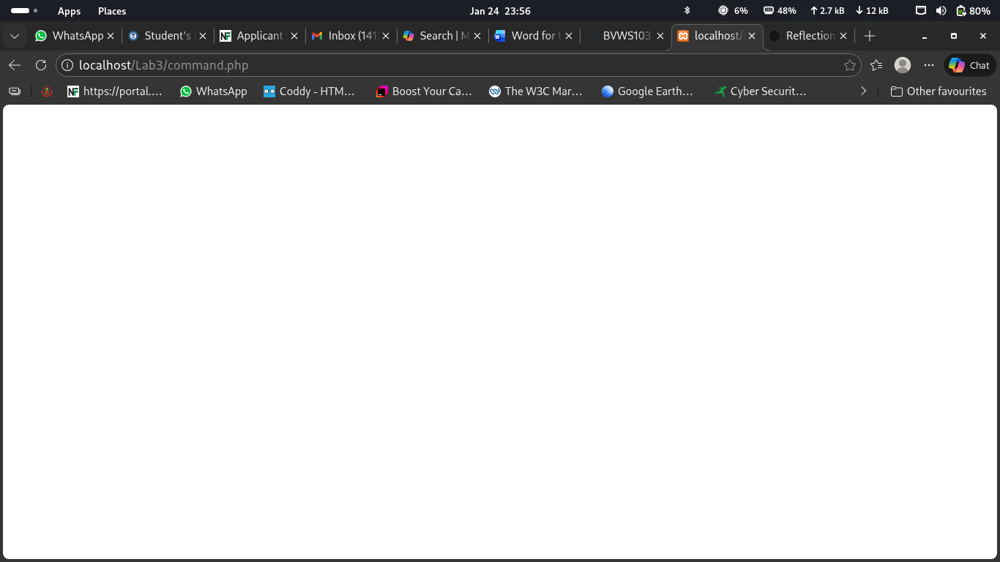 Apps Places Jan 24 23:56 6% 48% 2.7 kB 12 kB 80%
WhatsApp Student's Applicant Inbox (141 Search | M Word for t BVWS103 localhost/ Reflection
localhost/Lab3/command.php Chat
https://portal.... WhatsApp Coddy - HTM... Boost Your Ca... The W3C Mar... Google Earth... Cyber Securit... Other favourites